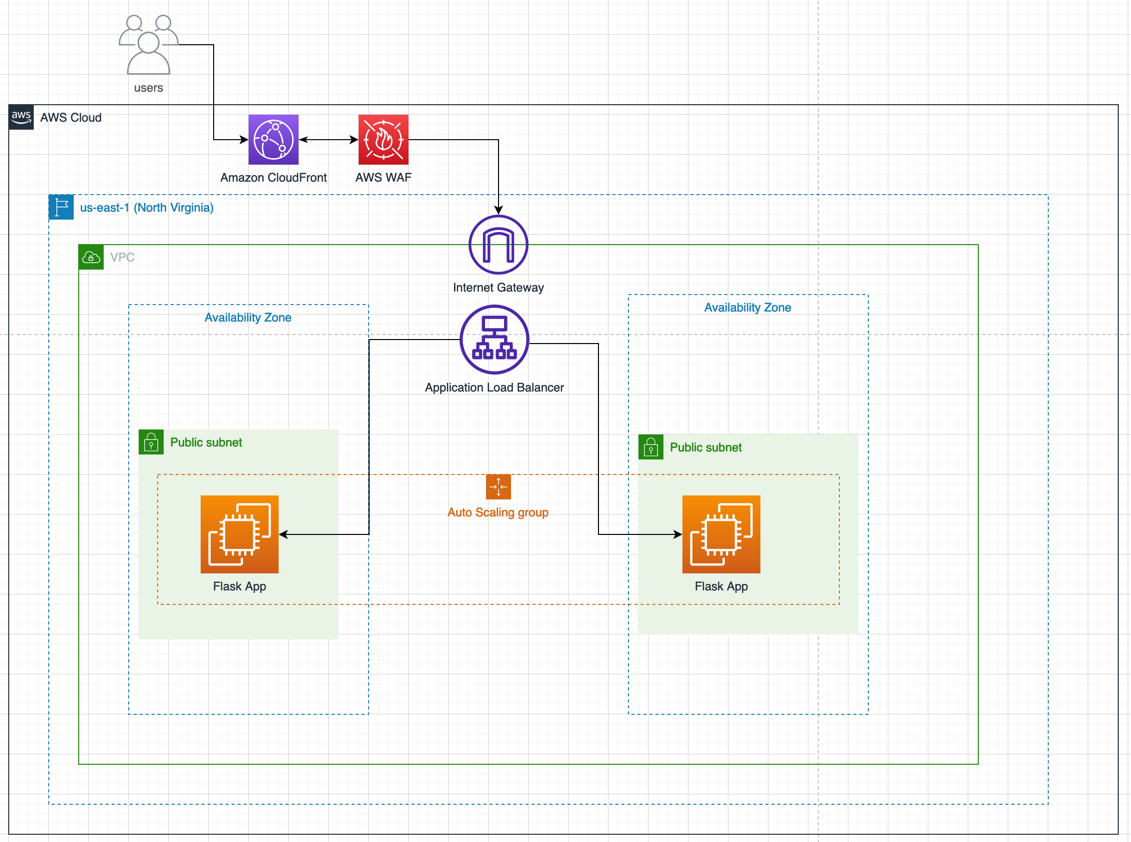 users
aws
AWS Cloud
Amazon CloudFront
AWS WAF
us-east-1 (North Virginia)
VPC
Internet Gateway
Availability Zone
Availability Zone
Application Load Balancer
Public subnet
Public subnet
Auto Scaling group
Flask App
Flask App